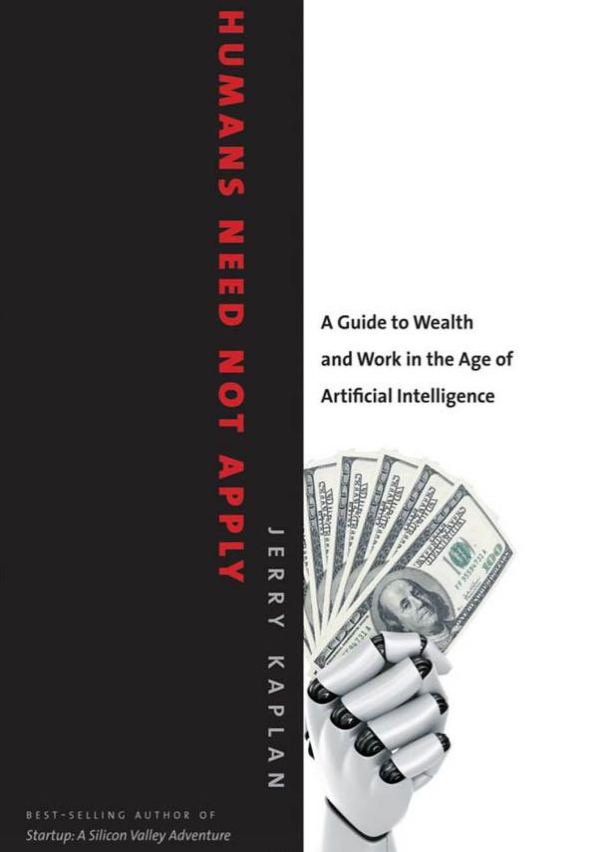 HUMANS NEED NOT APPLY
A Guide to Wealth
and Work in the Age of
Artificial Intelligence
JERRY KAPLAN
BEST-SELLING AUTHOR OF
Startup: A Silicon Valley Adventure